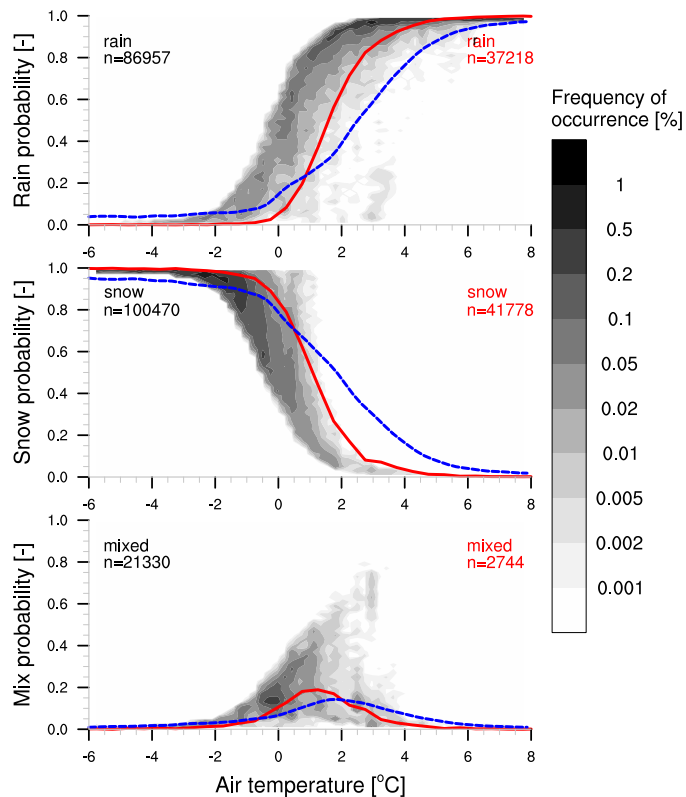 1.0
0.8
0.6
0.4
0.2
0.0
Rain probability [-]
rain
n=86957
rain
n=37218
-6 -4 -2 0 2 4 6 8
1.0
0.8
0.6
0.4
0.2
0.0
Snow probability [-]
snow
n=100470
snow
n=41778
-6 -4 -2 0 2 4 6 8
1.0
0.8
0.6
0.4
0.2
0.0
Mix probability [-]
mixed
n=21330
mixed
n=2744
-6 -4 -2 0 2 4 6 8
Air temperature [°C]
Frequency of
occurrence [%]
1
0.5
0.2
0.1
0.05
0.02
0.01
0.005
0.002
0.001